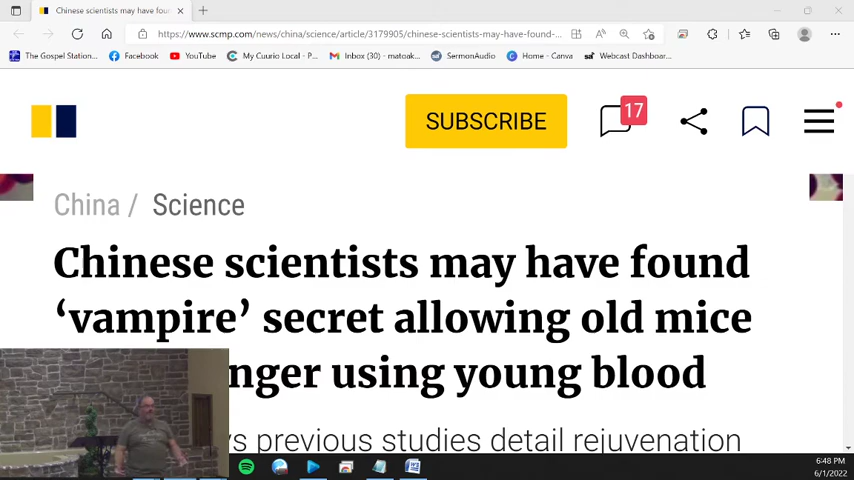 Chinese scientists may have foun
https://www.scmp.com/news/china/science/article/3179905/chinese-scientists-may-have-found-...
The Gospel Station...
Facebook
YouTube
My Cuurio Local - P...
Inbox (30) - matoak...
SermonAudio
Home - Canva
Webcast Dashboar...
SUBSCRIBE
17
China / Science
Chinese scientists may have found
‘vampire’ secret allowing old mice
nger using young blood
ys previous studies detail rejuvenation
6:48 PM
6/1/2022